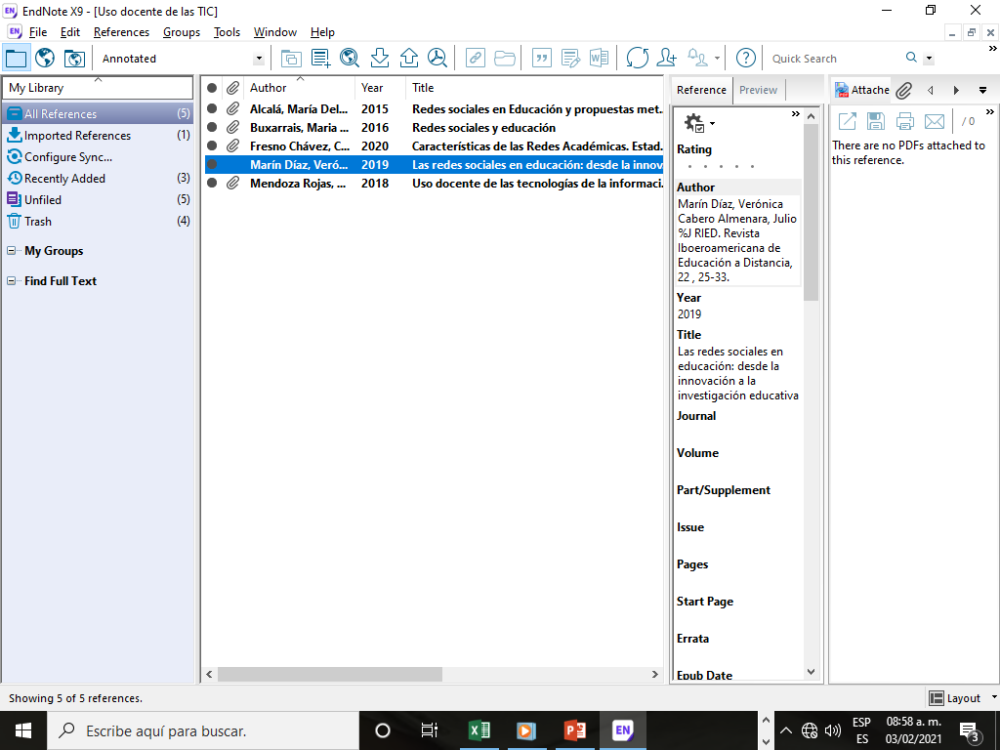 EN EndNote X9 - [Uso docente de las TIC]
EN File Edit References Groups Tools Window Help
Annotated
Quick Search
My Library
All References (5)
Imported References (1)
Configure Sync...
Recently Added (3)
Unfiled (5)
Trash (4)
My Groups
Find Full Text
Author Year Title
Alcalá, María Del... 2015 Redes sociales en Educación y propuestas met...
Buxarrais, Maria ... 2016 Redes sociales y educación
Fresno Chávez, C... 2020 Características de las Redes Académicas. Estad...
Marín Díaz, Veró... 2019 Las redes sociales en educación: desde la innov
Mendoza Rojas, ... 2018 Uso docente de las tecnologías de la informaci...
Reference Preview
Rating
Author
Marín Díaz, Verónica
Cabero Almenara, Julio
%J RIED. Revista
Iboeroamericana de
Educación a Distancia,
22 , 25-33.
Year
2019
Title
Las redes sociales en
educación: desde la
innovación a la
investigación educativa
Journal
Volume
Part/Supplement
Issue
Pages
Start Page
Errata
Epub Date
Attache
/ 0
There are no PDFs attached to
this reference.
Showing 5 of 5 references.
Layout
Escribe aquí para buscar.
EN
ESP
ES
08:58 a. m.
03/02/2021
3